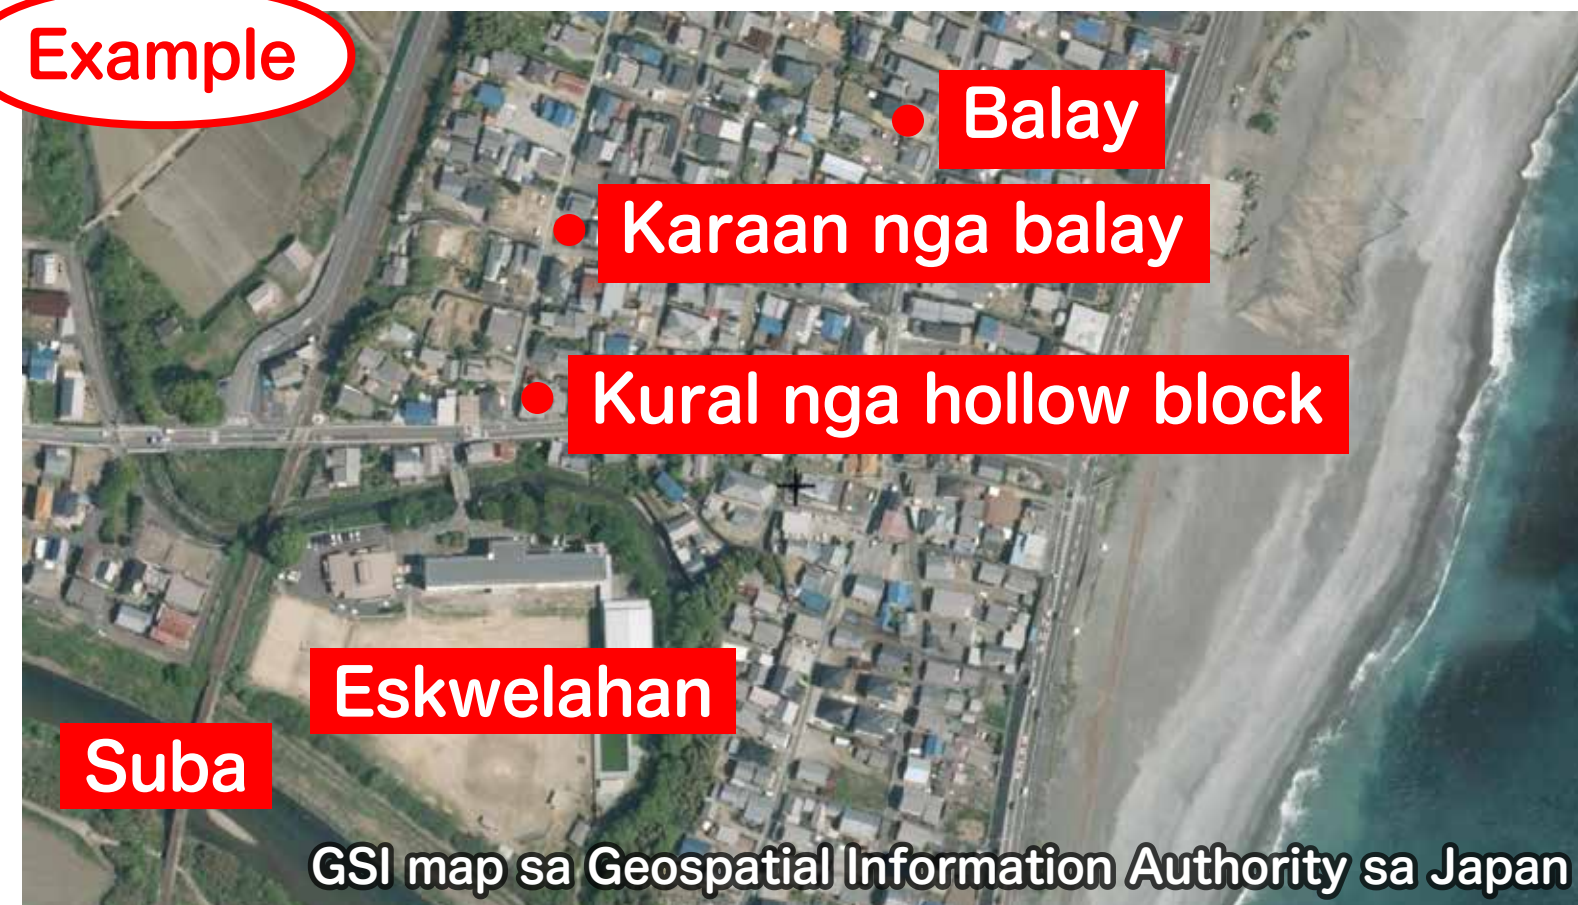 Example
Balay
Karaan nga balay
Kural nga hollow block
Eskwelahan
Suba
GSI map sa Geospatial Information Authority sa Japan